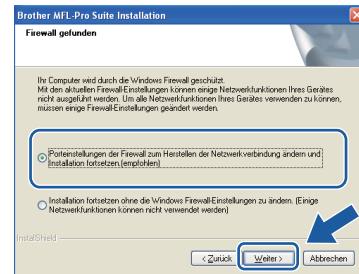 Brother MFL-Pro Suite Installation
Firewall gefunden
Ihr Computer wird durch die Windows Firewall geschützt.
Mit den aktuellen Firewall-Einstellungen können einige Netzwerkfunktionen Ihres Gerätes
nicht ausgeführt werden. Um alle Netzwerkfunktionen Ihres Gerätes verwenden zu können,
müssen einige Firewall-Einstellungen geändert werden.
Porteinstellungen der Firewall zum Herstellen der Netzwerkverbindung ändern und
Installation fortsetzen.(empfohlen)
Installation fortsetzen ohne die Windows Firewall-Einstellungen zu ändern. (Einige
Netzwerkfunktionen können nicht verwendet werden)
InstallShield
< Zurück Weiter > Abbrechen